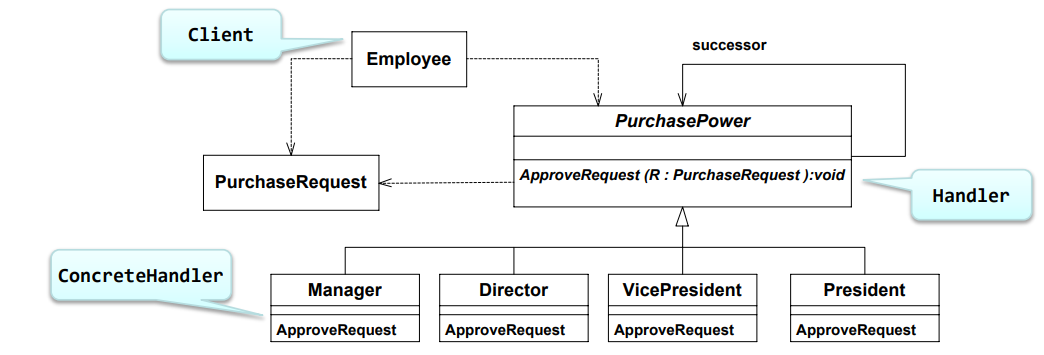 Client
successor
Employee
PurchasePower
PurchaseRequest
ApproveRequest (R : PurchaseRequest ):void
Handler
ConcreteHandler
Manager
Director
VicePresident
President
ApproveRequest
ApproveRequest
ApproveRequest
ApproveRequest